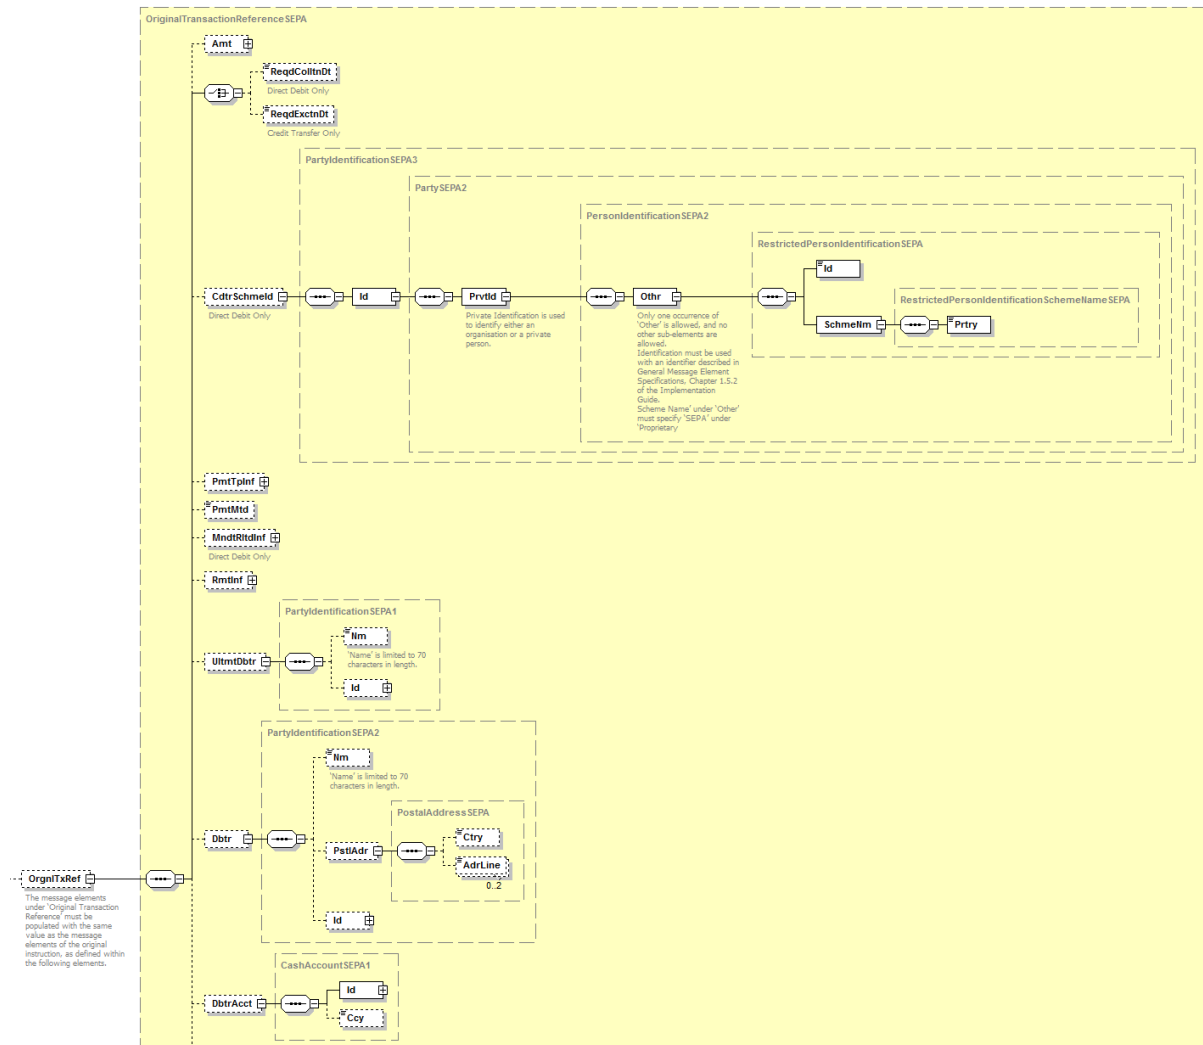 OriginalTransactionReferenceSEPA
Amt
ReqdColltnDt
Direct Debit Only
ReqdExctnDt
Credit Transfer Only
PartyIdentificationSEPA3
PartySEPA2
PersonIdentificationSEPA2
RestrictedPersonIdentificationSEPA
Id
RestrictedPersonIdentificationSchemeNameSEPA
CdtrSchmeId
Direct Debit Only
Id
PrvtId
Private Identification is used
to identify either an
organisation or a private
person.
Othr
Only one occurrence of
'Other' is allowed, and no
other sub-elements are
allowed.
Identification must be used
with an identifier described in
General Message Element
Specifications, Chapter 1.5.2
of the Implementation
Guide.
Scheme Name' under 'Other'
must specify 'SEPA' under
'Proprietary
SchmeNm
Prtry
PmtTpInf
PmtMtd
MndtRltdInf
Direct Debit Only
RmtInf
PartyIdentificationSEPA1
Nm
'Name' is limited to 70
characters in length.
UltmtDbtr
Id
PartyIdentificationSEPA2
Nm
'Name' is limited to 70
characters in length.
PostalAddressSEPA
Ctry
Dbtr
PstlAdr
AdrLine
0..2
Id
OrgnlTxRef
The message elements
under 'Original Transaction
Reference' must be
populated with the same
value as the message
elements of the original
instruction, as defined within
the following elements.
CashAccountSEPA1
Id
DbtrAcct
Ccy